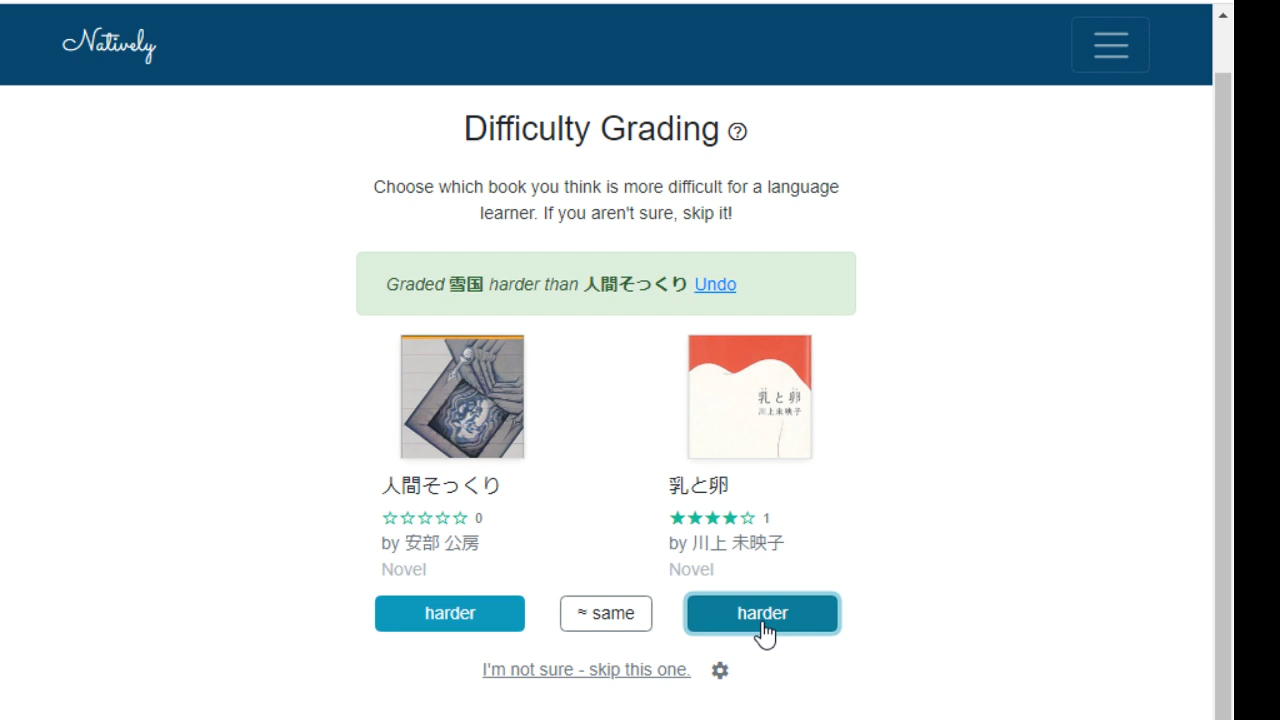 Natively
Difficulty Grading
Choose which book you think is more difficult for a language
learner. If you aren't sure, skip it!
Graded 雪国 harder than 人間そっくり Undo
乳と卵
川上未映子
人間そっくり
0
by 安部 公房
Novel
乳と卵
1
by 川上 未映子
Novel
harder
≈ same
harder
I'm not sure - skip this one.